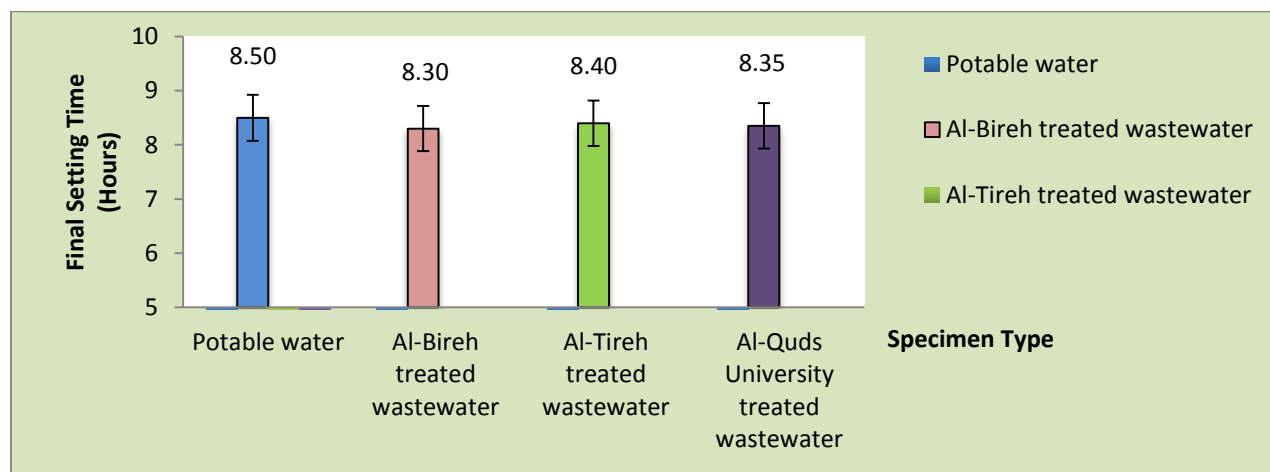 Final Setting Time
(Hours)
10
9
8
7
6
5
8.50
8.30
8.40
8.35
Potable water
Al-Bireh
treated
wastewater
Al-Tireh
treated
wastewater
Al-Quds
University
treated
wastewater
Specimen Type
Potable water
Al-Bireh treated wastewater
Al-Tireh treated wastewater